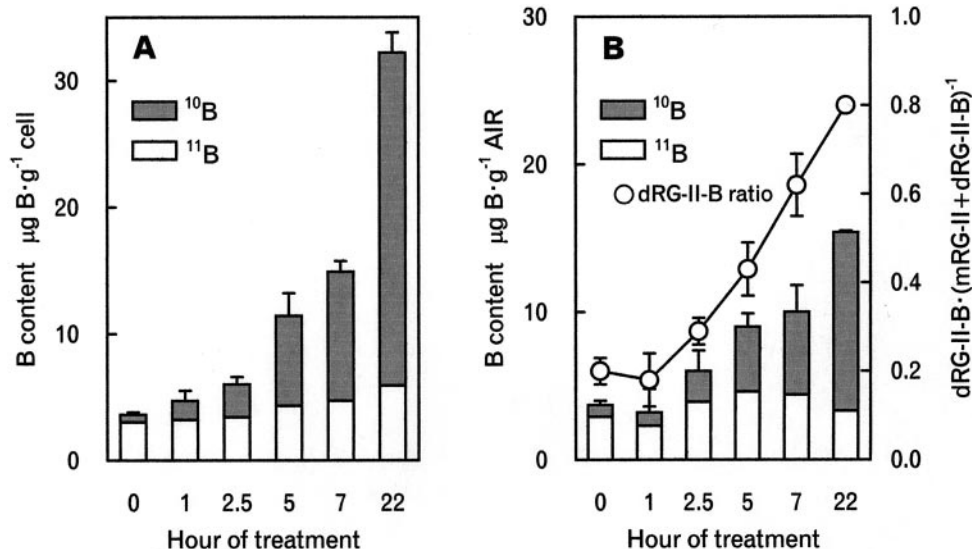 A
B content μg B·g⁻¹ cell
30
20
10
0
¹⁰B
¹¹B
0 1 2.5 5 7 22
Hour of treatment
B
B content μg B·g⁻¹ AIR
30
20
10
0
¹⁰B
¹¹B
dRG-II-B ratio
1.0
0.8
0.6
0.4
0.2
0.0
dRG-II-B·(mRG-II+dRG-II-B)⁻¹
0 1 2.5 5 7 22
Hour of treatment